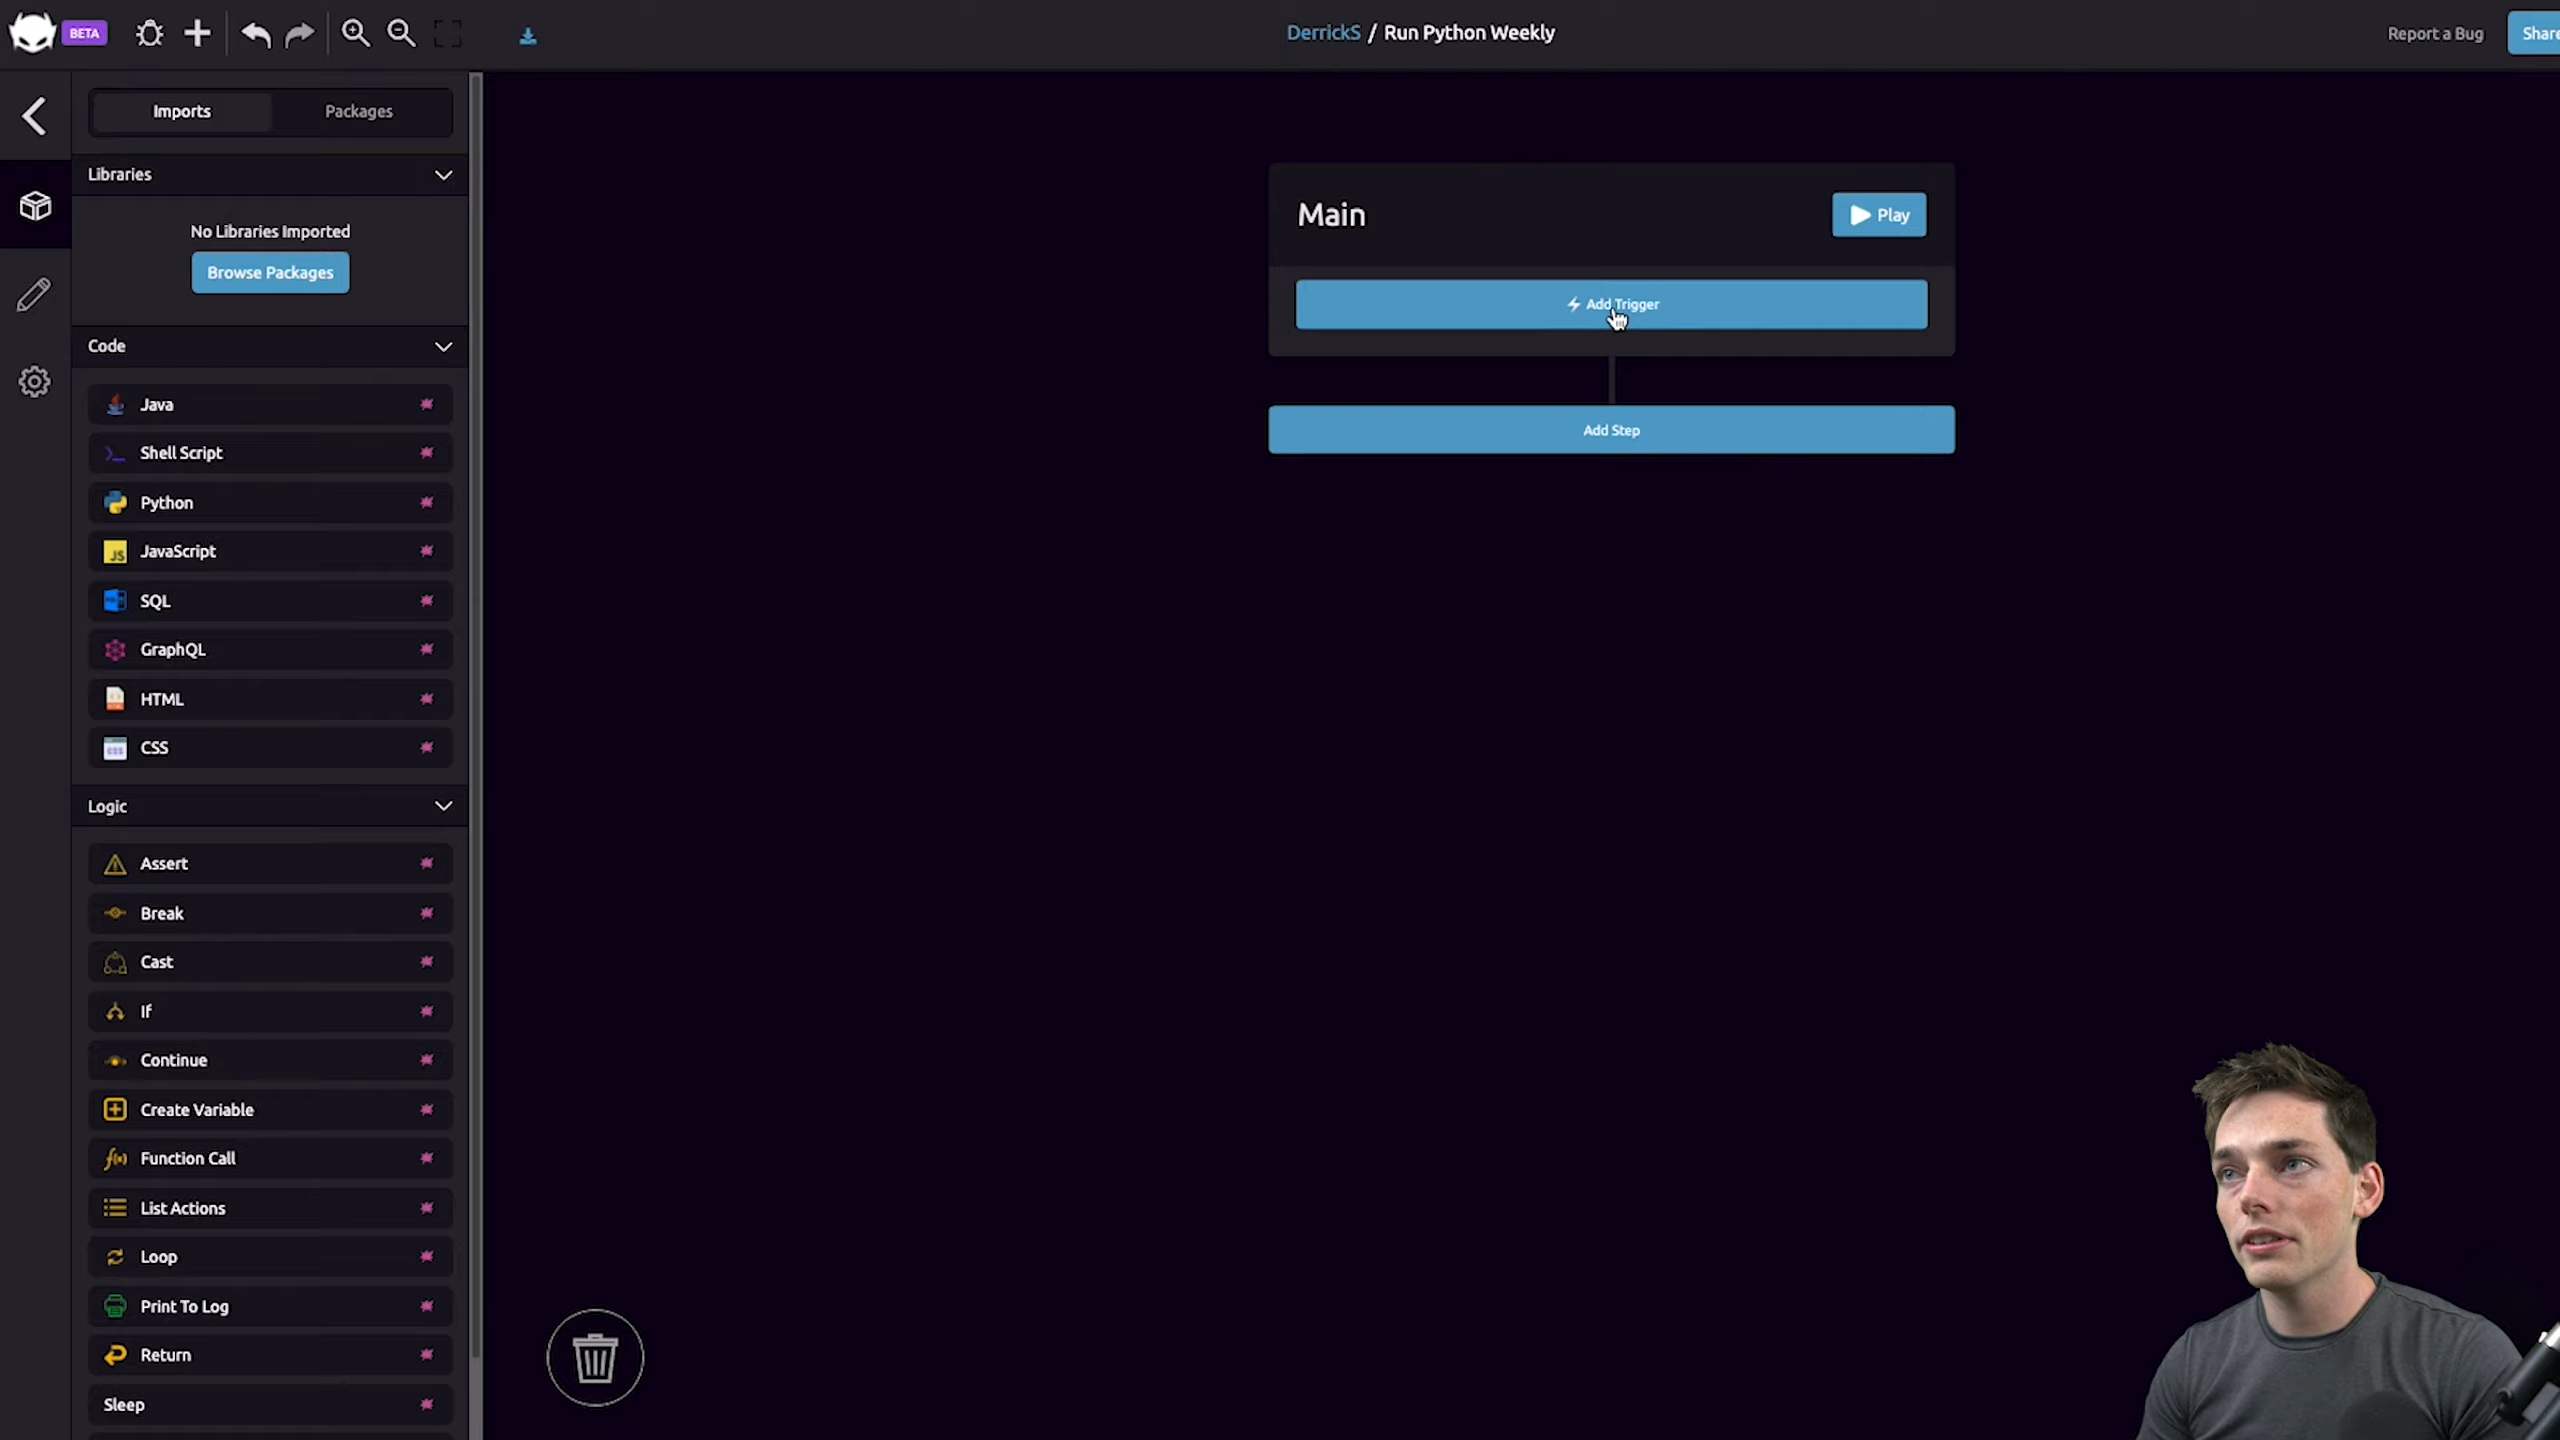 BETA
DerrickS / Run Python Weekly
Report a Bug
Share
Imports
Packages
Libraries
No Libraries Imported
Browse Packages
Code
Java
Shell Script
Python
JavaScript
SQL
GraphQL
HTML
CSS
Logic
Assert
Break
Cast
If
Continue
Create Variable
Function Call
List Actions
Loop
Print To Log
Return
Sleep
Main
Play
Add Trigger
Add Step